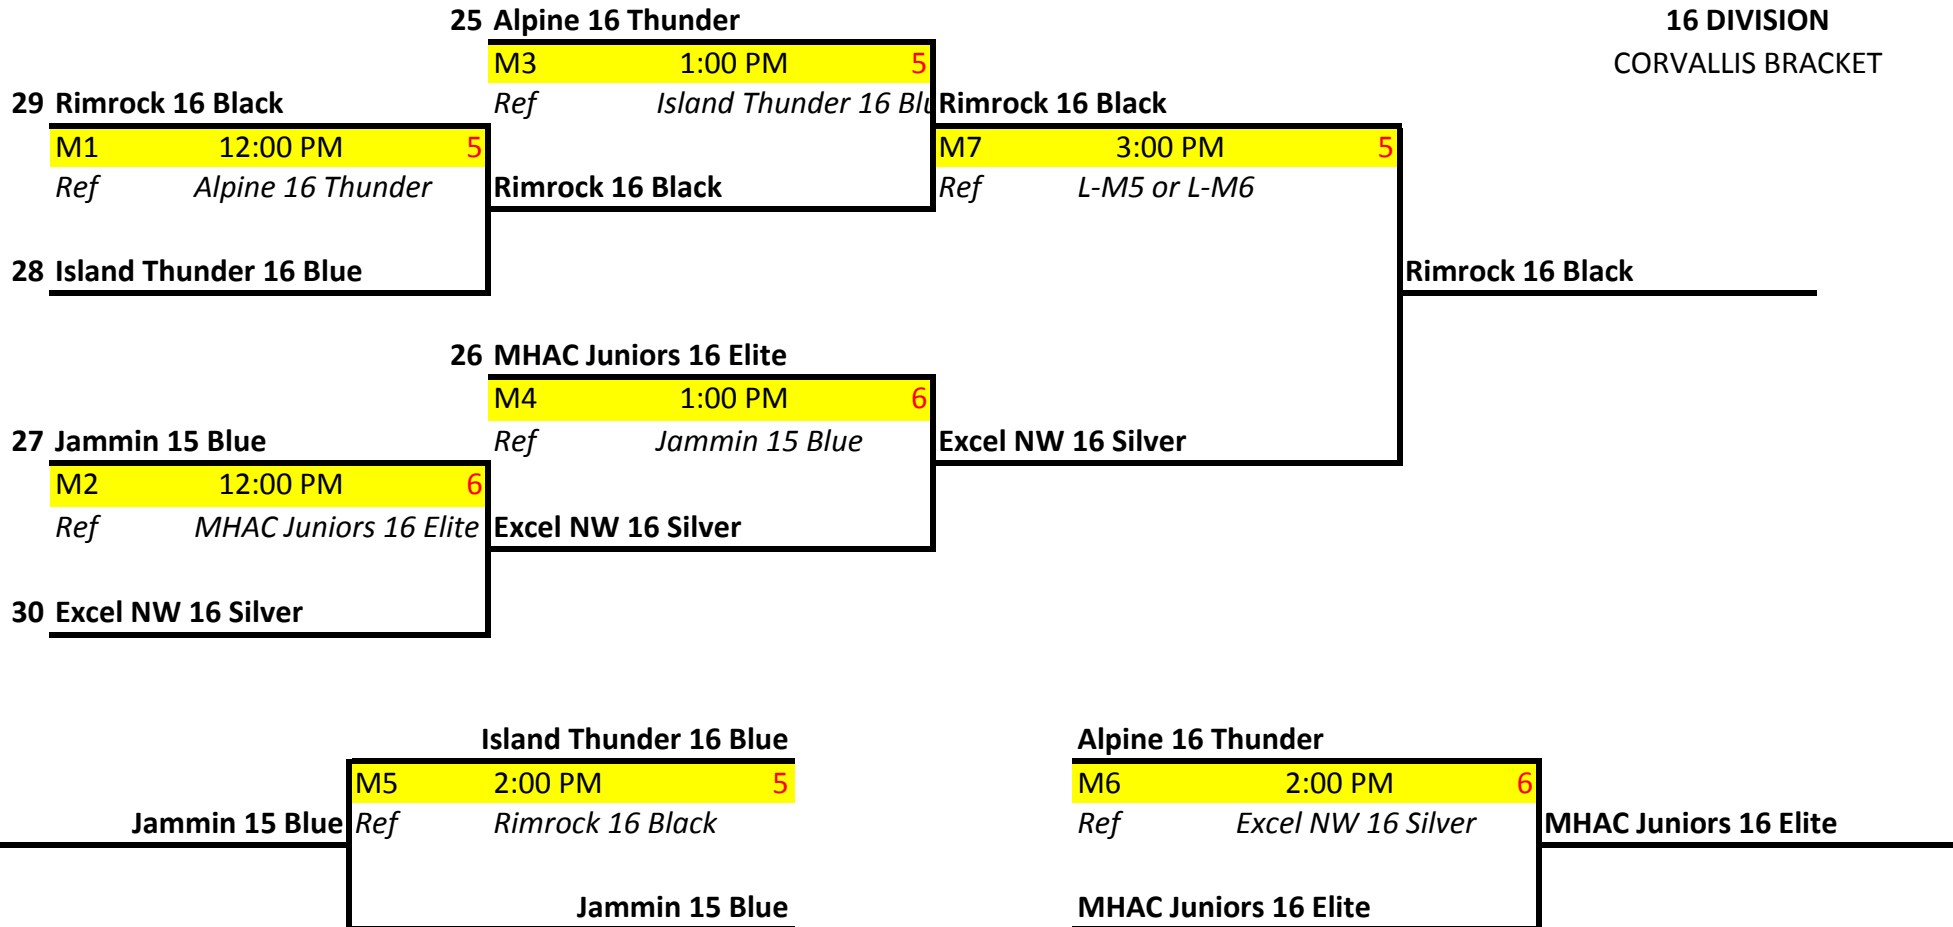 25 Alpine 16 Thunder 16 DIVISION
M3 1:00 PM 5 CORVALLIS BRACKET
29 Rimrock 16 Black Ref Island Thunder 16 Blu Rimrock 16 Black
M1 12:00 PM 5 M7 3:00 PM 5
Ref Alpine 16 Thunder Rimrock 16 Black Ref L-M5 or L-M6
28 Island Thunder 16 Blue Rimrock 16 Black
26 MHAC Juniors 16 Elite
M4 1:00 PM 6
27 Jammin 15 Blue Ref Jammin 15 Blue Excel NW 16 Silver
M2 12:00 PM 6
Ref MHAC Juniors 16 Elite Excel NW 16 Silver
30 Excel NW 16 Silver
Island Thunder 16 Blue Alpine 16 Thunder
M5 2:00 PM 5 M6 2:00 PM 6
Jammin 15 Blue Ref Rimrock 16 Black Ref Excel NW 16 Silver MHAC Juniors 16 Elite
Jammin 15 Blue MHAC Juniors 16 Elite